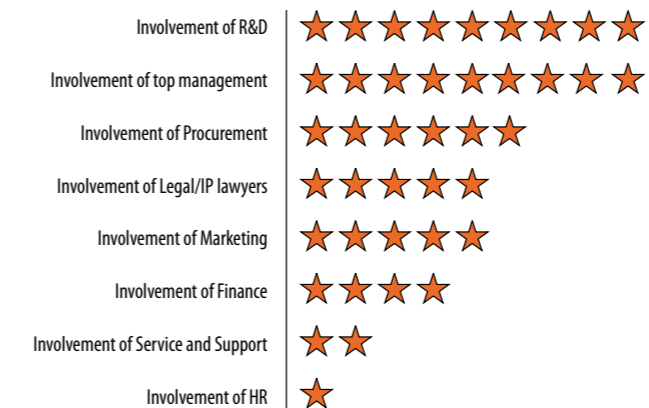 Involvement of R&D
Involvement of top management
Involvement of Procurement
Involvement of Legal/IP lawyers
Involvement of Marketing
Involvement of Finance
Involvement of Service and Support
Involvement of HR